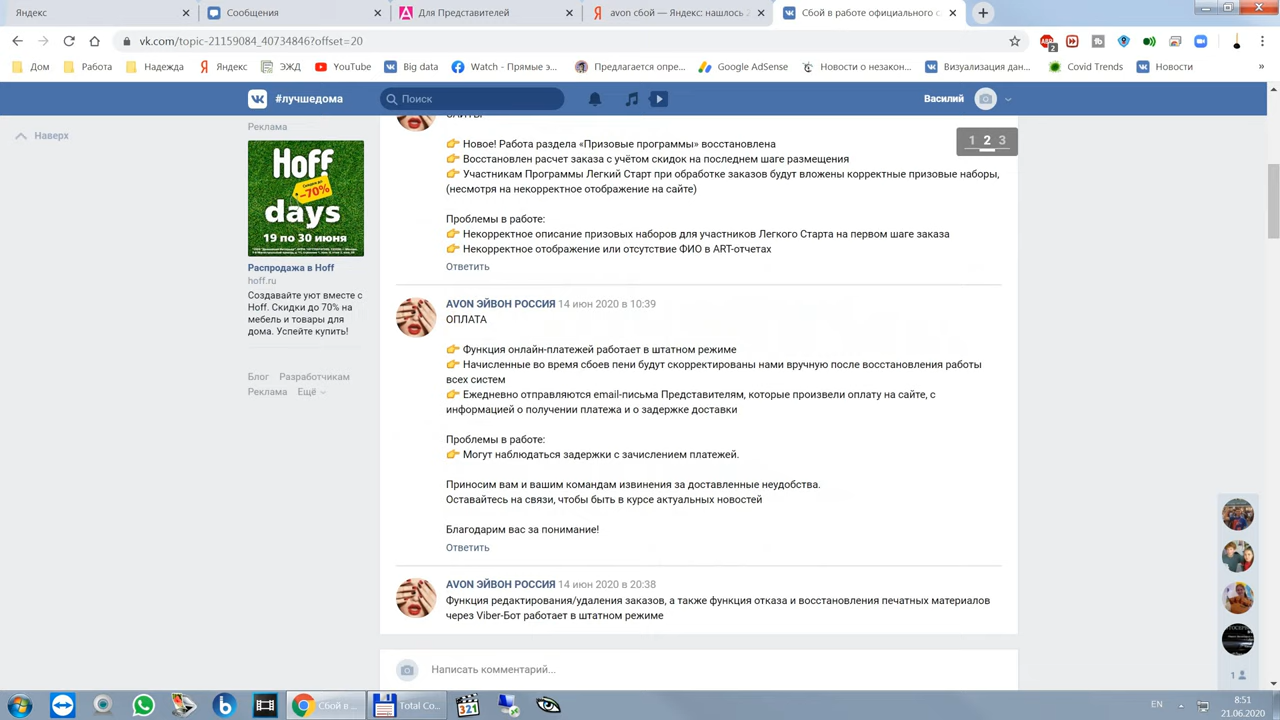 Яндекс
Сообщения
Для Представителей
avon сбой — Яндекс: нашлось 2
Сбой в работе официального с
vk.com/topic-21159084_40734846?offset=20
2
Дом
Работа
Надежда
Яндекс
ЭЖД
YouTube
Big data
Watch - Прямые э...
Предлагается опре...
Google AdSense
Новости о незакон...
Визуализация дан...
Covid Trends
Новости
»
#лучшедома
Поиск
Василий
Наверх
Реклама
Hoff
скидки до
-70%
days
19 по 30 июня
Распродажа в Hoff
hoff.ru
Создавайте уют вместе с
Hoff. Скидки до 70% на
мебель и товары для
дома. Успейте купить!
Блог Разработчикам
Реклама Ещё
1 2 3
САЙТЫ
👉 Новое! Работа раздела «Призовые программы» восстановлена
👉 Восстановлен расчет заказа с учётом скидок на последнем шаге размещения
👉 Участникам Программы Легкий Старт при обработке заказов будут вложены корректные призовые наборы,
(несмотря на некорректное отображение на сайте)
Проблемы в работе:
👉 Некорректное описание призовых наборов для участников Легкого Старта на первом шаге заказа
👉 Некорректное отображение или отсутствие ФИО в ART-отчетах
Ответить
AVON ЭЙВОН РОССИЯ 14 июн 2020 в 10:39
ОПЛАТА
👉 Функция онлайн-платежей работает в штатном режиме
👉 Начисленные во время сбоев пени будут скорректированы нами вручную после восстановления работы
всех систем
👉 Ежедневно отправляются email-письма Представителям, которые произвели оплату на сайте, с
информацией о получении платежа и о задержке доставки
Проблемы в работе:
👉 Могут наблюдаться задержки с зачислением платежей.
Приносим вам и вашим командам извинения за доставленные неудобства.
Оставайтесь на связи, чтобы быть в курсе актуальных новостей
Благодарим вас за понимание!
Ответить
AVON ЭЙВОН РОССИЯ 14 июн 2020 в 20:38
Функция редактирования/удаления заказов, а также функция отказа и восстановления печатных материалов
через Viber-Бот работает в штатном режиме
Написать комментарий...
1
Сбой в ...
Total Co...
321
EN
8:51
21.06.2020